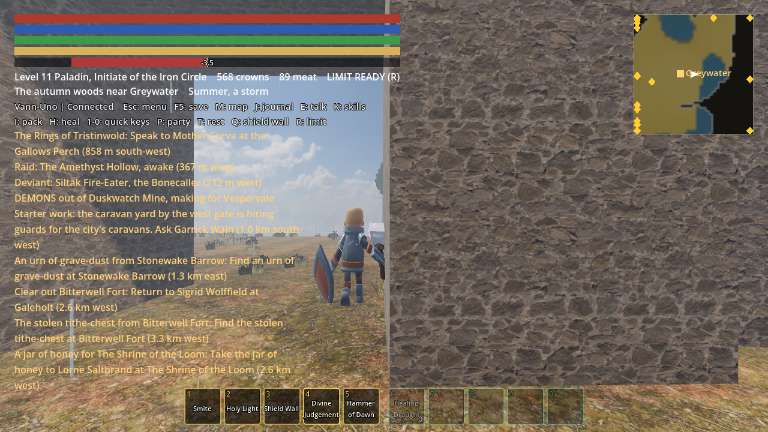 -3.5
Level 11 Paladin, Initiate of the Iron Circle 568 crowns 89 meat LIMIT READY (R)
The autumn woods near Greywater Summer, a storm
Vann-Uno | Connected Esc: menu F5: save M: map J: journal E: talk K: skills
I: pack H: heal 1-0: quick keys P: party T: rest Q: shield wall R: limit
The Rings of Tristinwold: Speak to Mother at the
Gallows Perch (858 m south-west)
Raid: The Amethyst Hollow, awake (367 m
Deviant: Siltak Fire-Eater, the Bonecaller (212 m west)
DEMONS out of Duskwatch Mine, making for Vespervale
Starter work: the caravan yard by the west gate is hiring
guards for the city's caravans. Ask Garrick Wain (1.0 km south-
west)
An urn of grave-dust from Stonewake Barrow: Find an urn of
grave-dust at Stonewake Barrow (1.3 km east)
Clear out Bitterwell Fort: Return to Sigrid Wolffield at
Galeholt (2.6 km west)
The stolen tithe-chest from Bitterwell Fort: Find the stolen
tithe-chest at Bitterwell Fort (3.3 km west)
A jar of honey for The Shrine of the Loom: Take the jar of
honey to Lorne Saltbrand at The Shrine of the Loom (2.6 km
west)
Greywater
1 2 3 4 5
Smite Holy Light Shield Wall Divine Judgement Hammer of Dawn Healing Draught